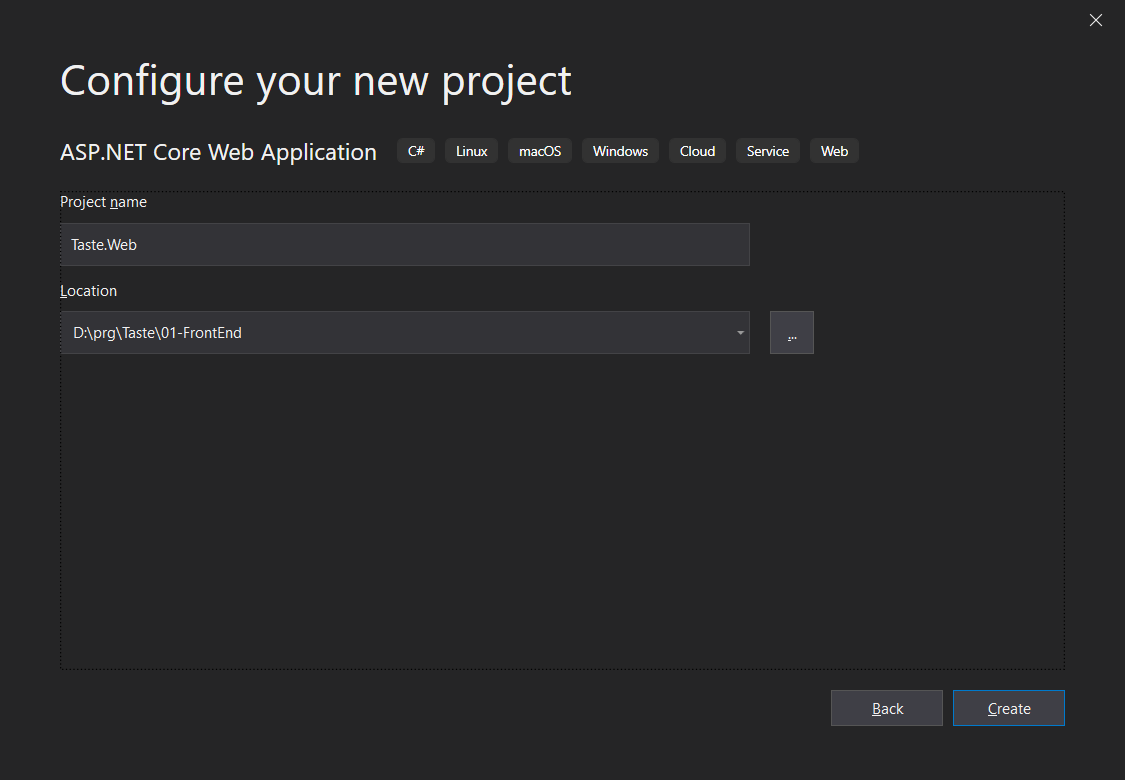 Configure your new project
ASP.NET Core Web Application C# Linux macOS Windows Cloud Service Web
Project name
Taste.Web
Location
D:\prg\Taste\01-FrontEnd
...
Back Create